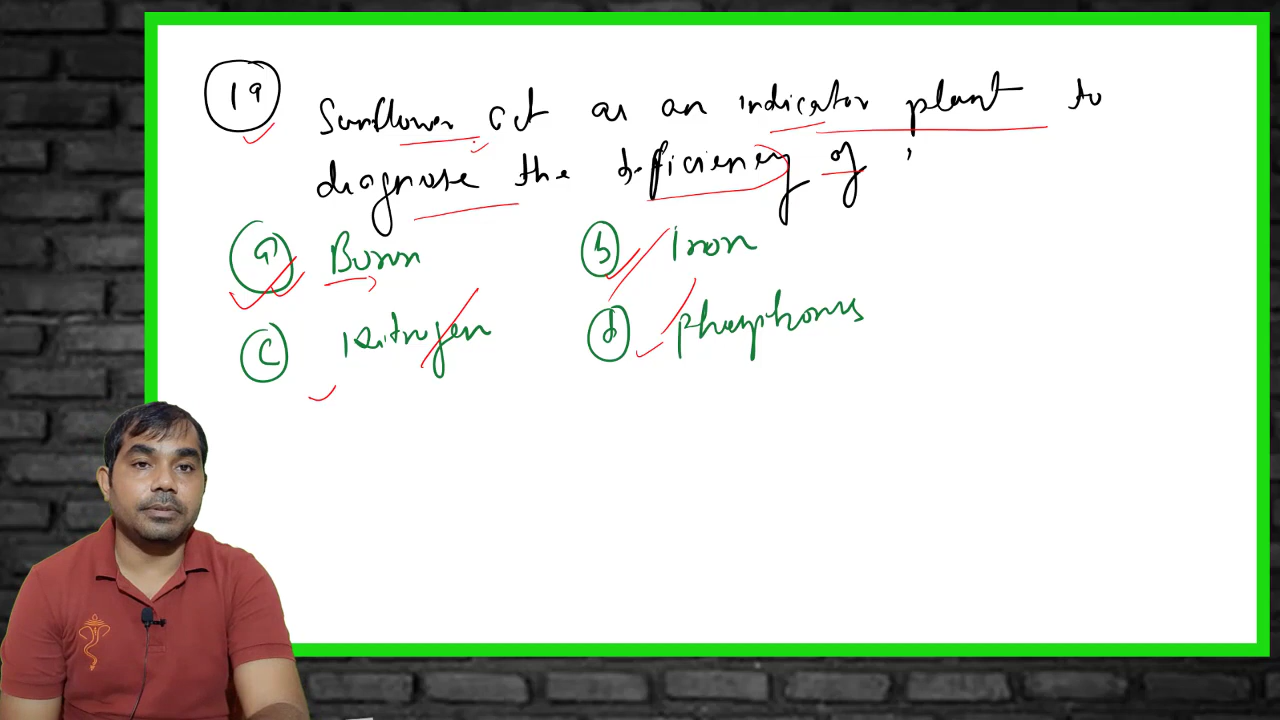 19 Sunflower act as an indicator plant to
diagnose the deficiency of ,
a Boron b Iron
c Nitrogen d Phosphorus